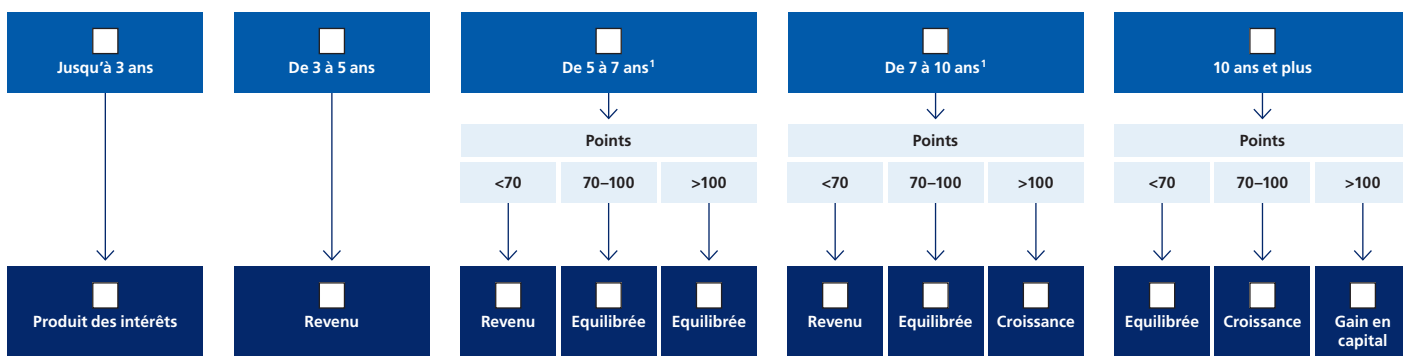 Jusqu'à 3 ans
De 3 à 5 ans
De 5 à 7 ans¹
De 7 à 10 ans¹
10 ans et plus
Points
Points
Points
<70
70–100
>100
<70
70–100
>100
<70
70–100
>100
Produit des intérêts
Revenu
Revenu
Equilibrée
Equilibrée
Revenu
Equilibrée
Croissance
Equilibrée
Croissance
Gain en
capital